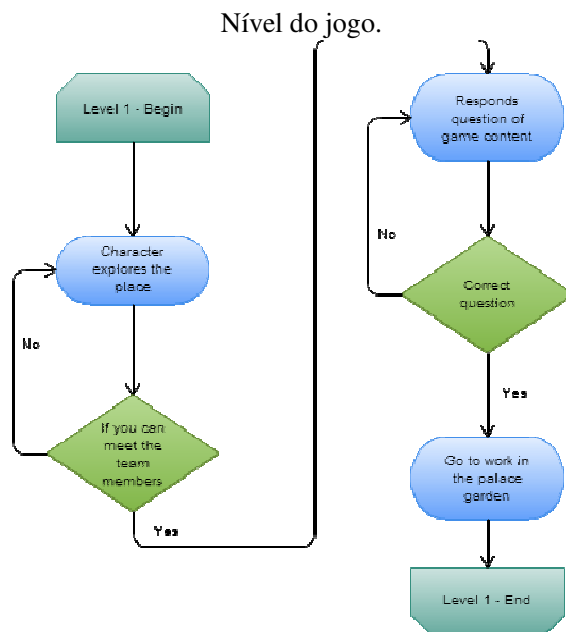 Nível do jogo.
Level 1 - Begin
Character
explores the
place
No
If you can
meet the
team
members
Yes
Responds
question of
game content
No
Correct
question
Yes
Go to work in
the palace
garden
Level 1 - End